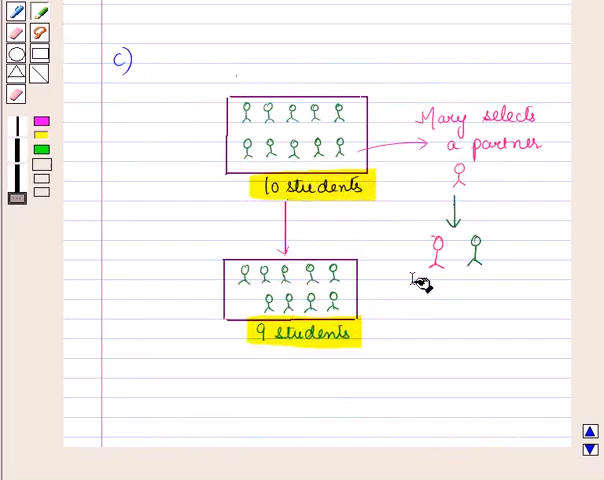 c)
Mary selects
a partner
10 students
9 students